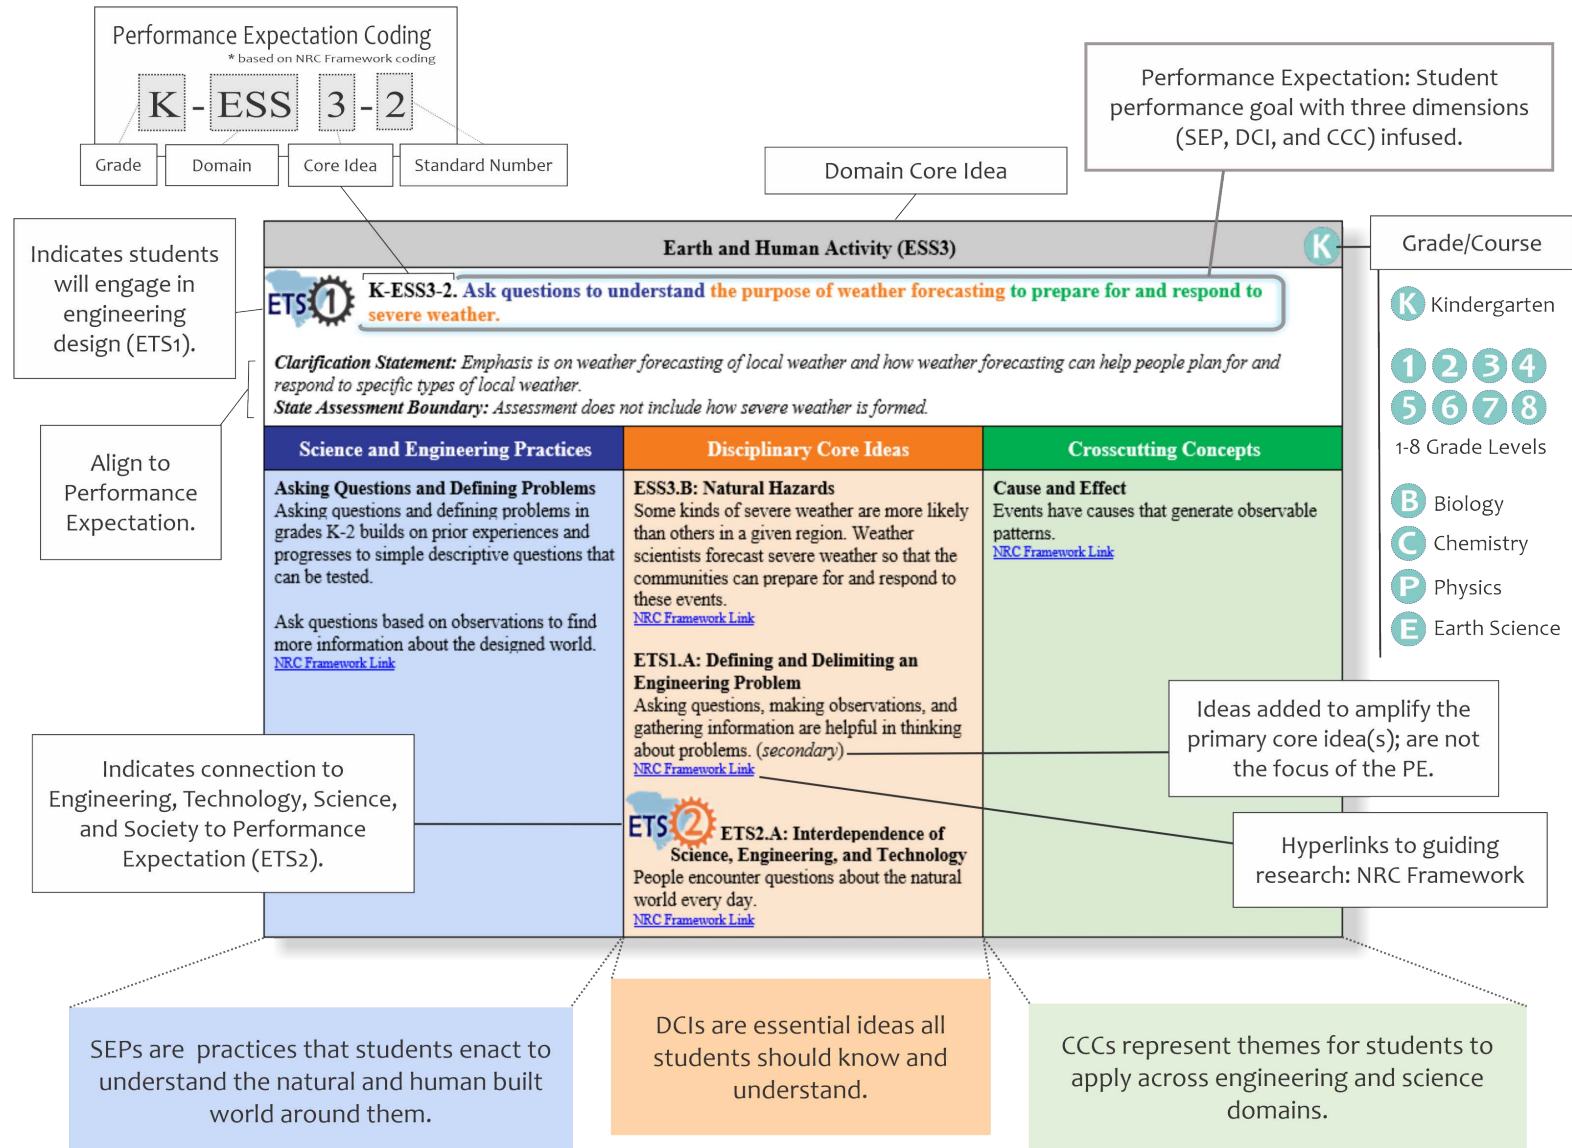 Performance Expectation Coding
* based on NRC Framework coding
K - ESS 3 - 2
Grade
Domain
Core Idea
Standard Number
Performance Expectation: Student
performance goal with three dimensions
(SEP, DCI, and CCC) infused.
Domain Core Idea
Indicates students
will engage in
engineering
design (ETS1).
Align to
Performance
Expectation.
Earth and Human Activity (ESS3)
K
ETS 1
K-ESS3-2. Ask questions to understand the purpose of weather forecasting to prepare for and respond to
severe weather.
Clarification Statement: Emphasis is on weather forecasting of local weather and how weather forecasting can help people plan for and
respond to specific types of local weather.
State Assessment Boundary: Assessment does not include how severe weather is formed.
Science and Engineering Practices
Asking Questions and Defining Problems
Asking questions and defining problems in
grades K-2 builds on prior experiences and
progresses to simple descriptive questions that
can be tested.
Ask questions based on observations to find
more information about the designed world.
NRC Framework Link
Disciplinary Core Ideas
ESS3.B: Natural Hazards
Some kinds of severe weather are more likely
than others in a given region. Weather
scientists forecast severe weather so that the
communities can prepare for and respond to
these events.
NRC Framework Link
ETS1.A: Defining and Delimiting an
Engineering Problem
Asking questions, making observations, and
gathering information are helpful in thinking
about problems. (secondary)
NRC Framework Link
ETS 2
ETS2.A: Interdependence of
Science, Engineering, and Technology
People encounter questions about the natural
world every day.
NRC Framework Link
Crosscutting Concepts
Cause and Effect
Events have causes that generate observable
patterns.
NRC Framework Link
Grade/Course
K Kindergarten
1 2 3 4
5 6 7 8
1-8 Grade Levels
B Biology
C Chemistry
P Physics
E Earth Science
Ideas added to amplify the
primary core idea(s); are not
the focus of the PE.
Hyperlinks to guiding
research: NRC Framework
Indicates connection to
Engineering, Technology, Science,
and Society to Performance
Expectation (ETS2).
SEPs are practices that students enact to
understand the natural and human built
world around them.
DCIs are essential ideas all
students should know and
understand.
CCCs represent themes for students to
apply across engineering and science
domains.